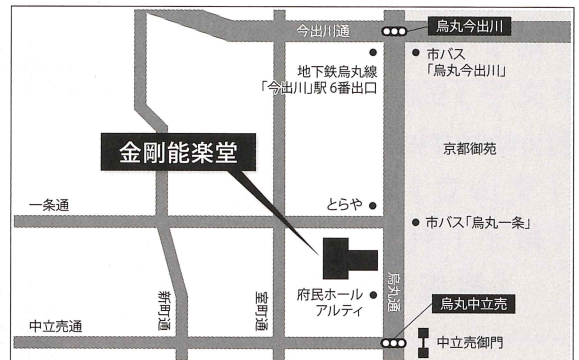 今出川通
烏丸今出川
地下鉄烏丸線
「今出川」駅 6番出口
市バス
「烏丸今出川」
金剛能楽堂
京都御苑
一条通
とらや
市バス「烏丸一条」
新町通
室町通
府民ホール
アルティ
烏丸通
烏丸中立売
中立売通
中立売御門